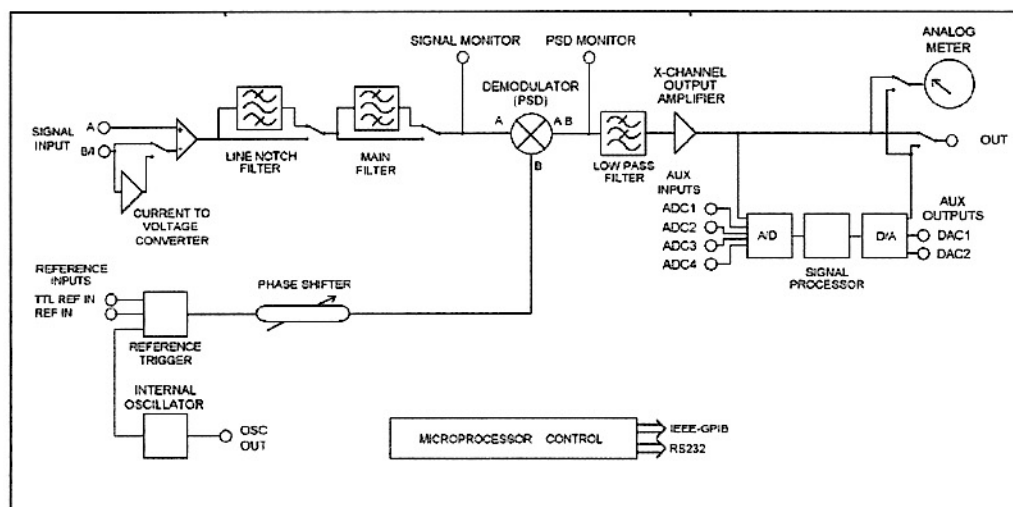 SIGNAL MONITOR
PSD MONITOR
ANALOG
METER
X-CHANNEL
OUTPUT
AMPLIFIER
DEMODULATOR
(PSD)
A
A B
B
SIGNAL
INPUT
A
B/I
LINE NOTCH
FILTER
MAIN
FILTER
LOW PASS
FILTER
OUT
CURRENT TO
VOLTAGE
CONVERTER
AUX
INPUTS
ADC1
ADC2
ADC3
ADC4
A/D
D/A
SIGNAL
PROCESSOR
AUX
OUTPUTS
DAC1
DAC2
REFERENCE
INPUTS
TTL REF IN
REF IN
PHASE SHIFTER
REFERENCE
TRIGGER
INTERNAL
OSCILLATOR
OSC
OUT
MICROPROCESSOR CONTROL
IEEE-GPIB
RS232